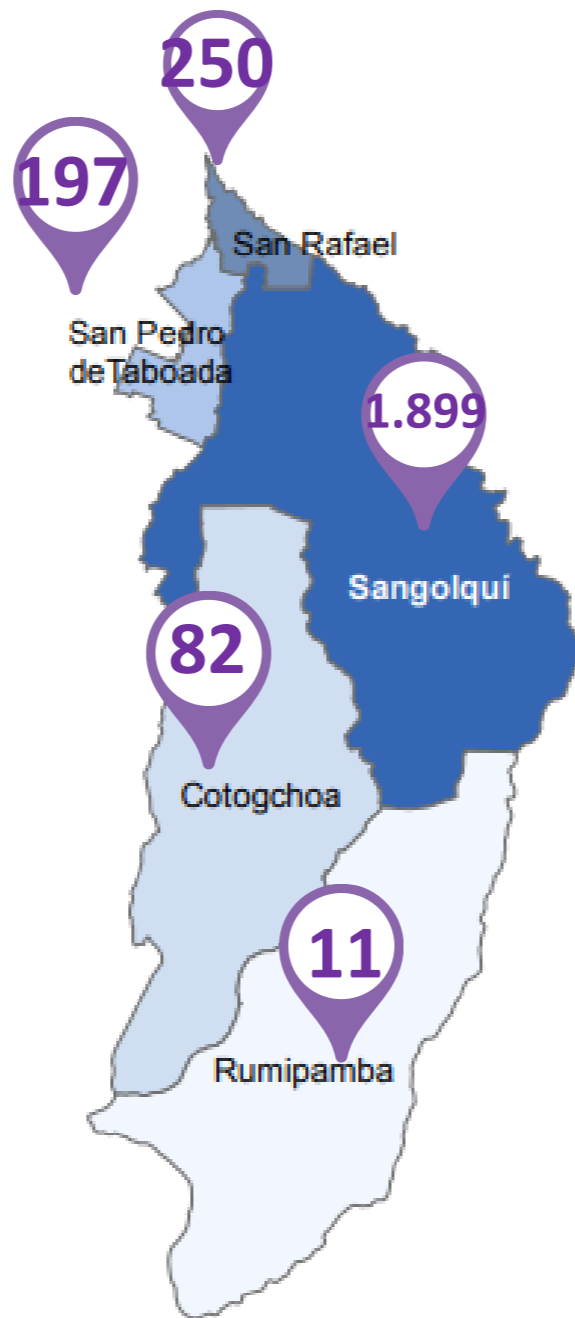 250
197
San Rafael
San Pedro
deTaboada
1.899
Sangolquí
82
Cotogchoa
11
Rumipamba